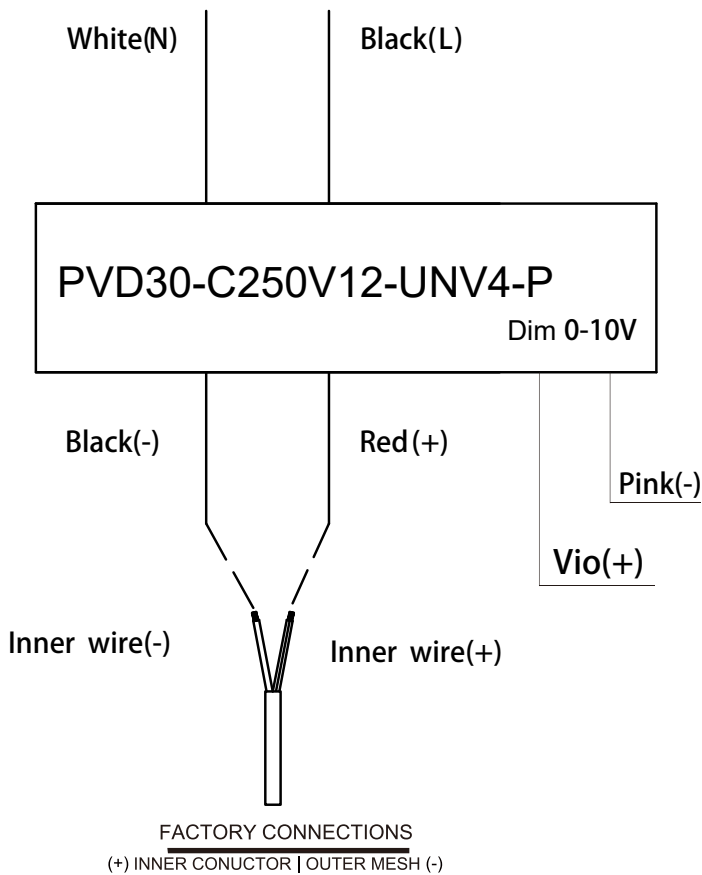 White(N)
Black(L)
PVD30-C250V12-UNV4-P
Dim 0-10V
Black(-)
Red (+)
Pink(-)
Vio(+)
Inner wire(-)
Inner wire(+)
FACTORY CONNECTIONS
(+) INNER CONUCTOR | OUTER MESH (-)